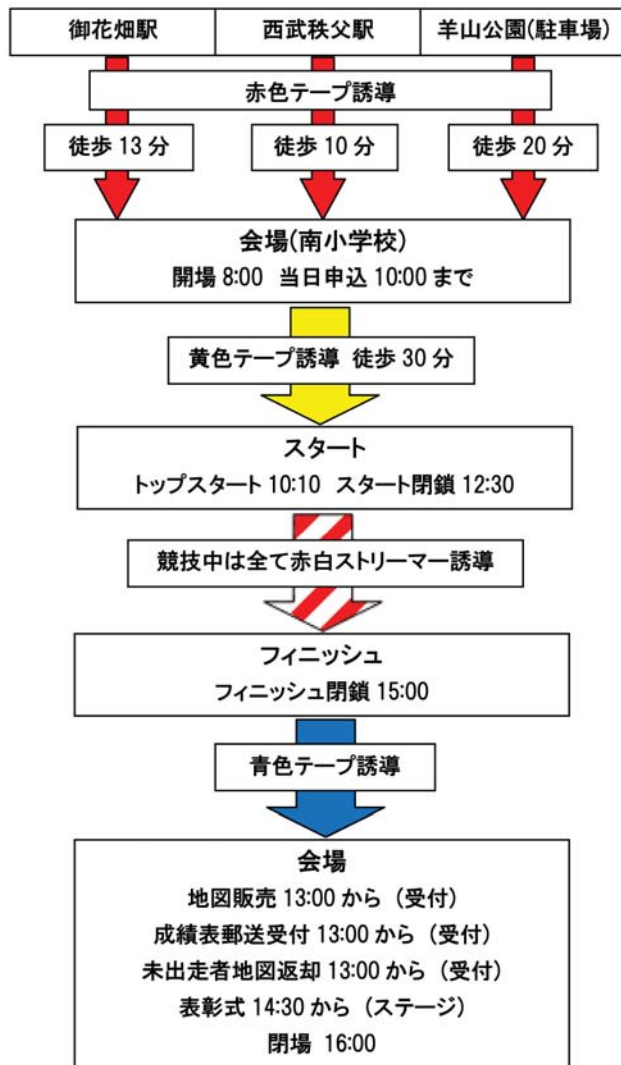 御花畑駅 西武秩父駅 羊山公園(駐車場)
赤色テープ誘導
徒歩 13 分 徒歩 10 分 徒歩 20 分
会場(南小学校)
開場 8:00 当日申込 10:00 まで
黄色テープ誘導 徒歩 30 分
スタート
トップスタート 10:10 スタート閉鎖 12:30
競技中は全て赤白ストリーマー誘導
フィニッシュ
フィニッシュ閉鎖 15:00
青色テープ誘導
会場
地図販売 13:00 から (受付)
成績表郵送受付 13:00 から (受付)
未出走者地図返却 13:00 から (受付)
表彰式 14:30 から (ステージ)
閉場 16:00